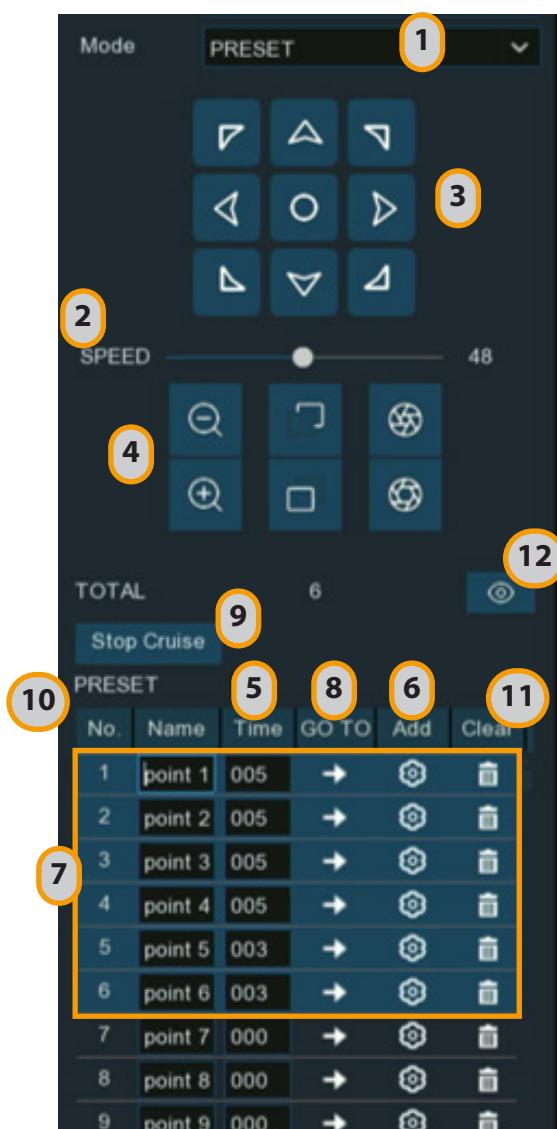 Mode PRESET 1
3
2
SPEED 48
4
12
TOTAL 6
9
Stop Cruise
PRESET
10 5 8 6 11
No. Name Time GO TO Add Clear
1 point 1 005
2 point 2 005
7
3 point 3 005
4 point 4 005
5 point 5 003
6 point 6 003
7 point 7 000
8 point 8 000
9 point 9 000